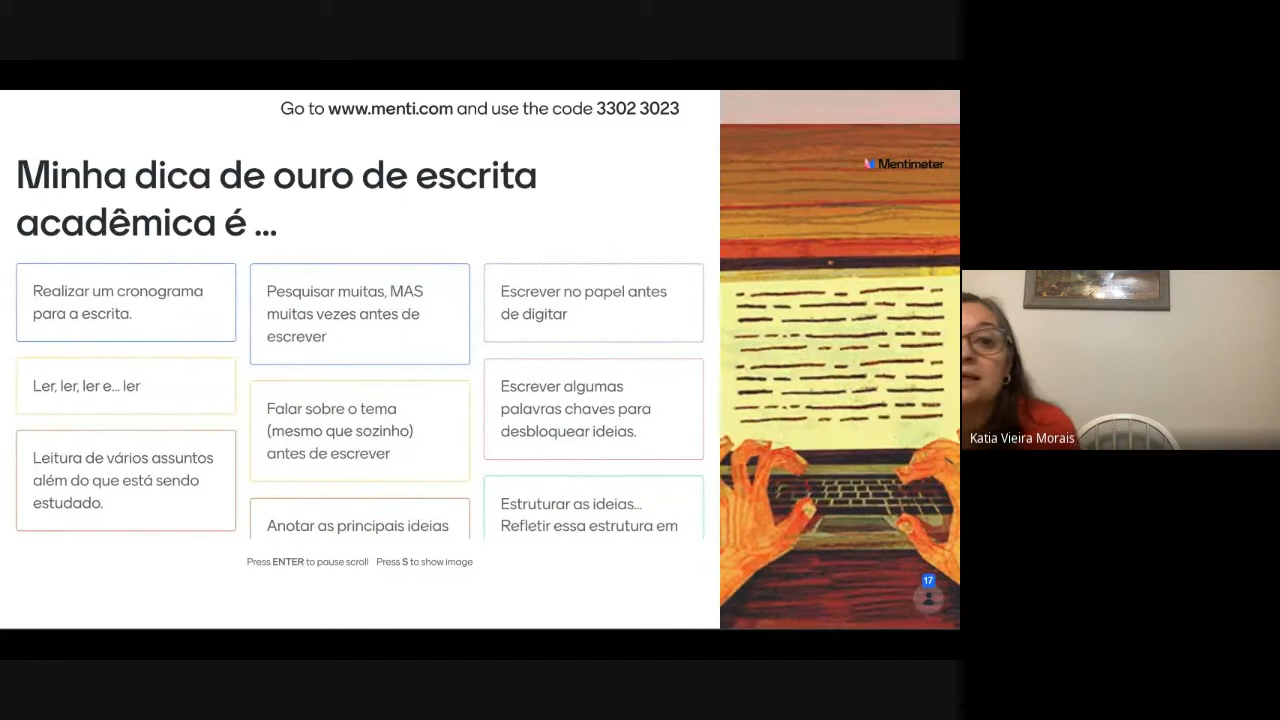 Go to www.menti.com and use the code 3302 3023
Mentimeter
Minha dica de ouro de escrita
acadêmica é ...
Realizar um cronograma
para a escrita.
Ler, ler, ler e... ler
Leitura de vários assuntos
além do que está sendo
estudado.
Pesquisar muitas, MAS
muitas vezes antes de
escrever
Falar sobre o tema
(mesmo que sozinho)
antes de escrever
Anotar as principais ideias
Escrever no papel antes
de digitar
Escrever algumas
palavras chaves para
desbloquear ideias.
Estruturar as ideias...
Refletir essa estrutura em
Press ENTER to pause scroll Press S to show image
17
Katia Vieira Morais